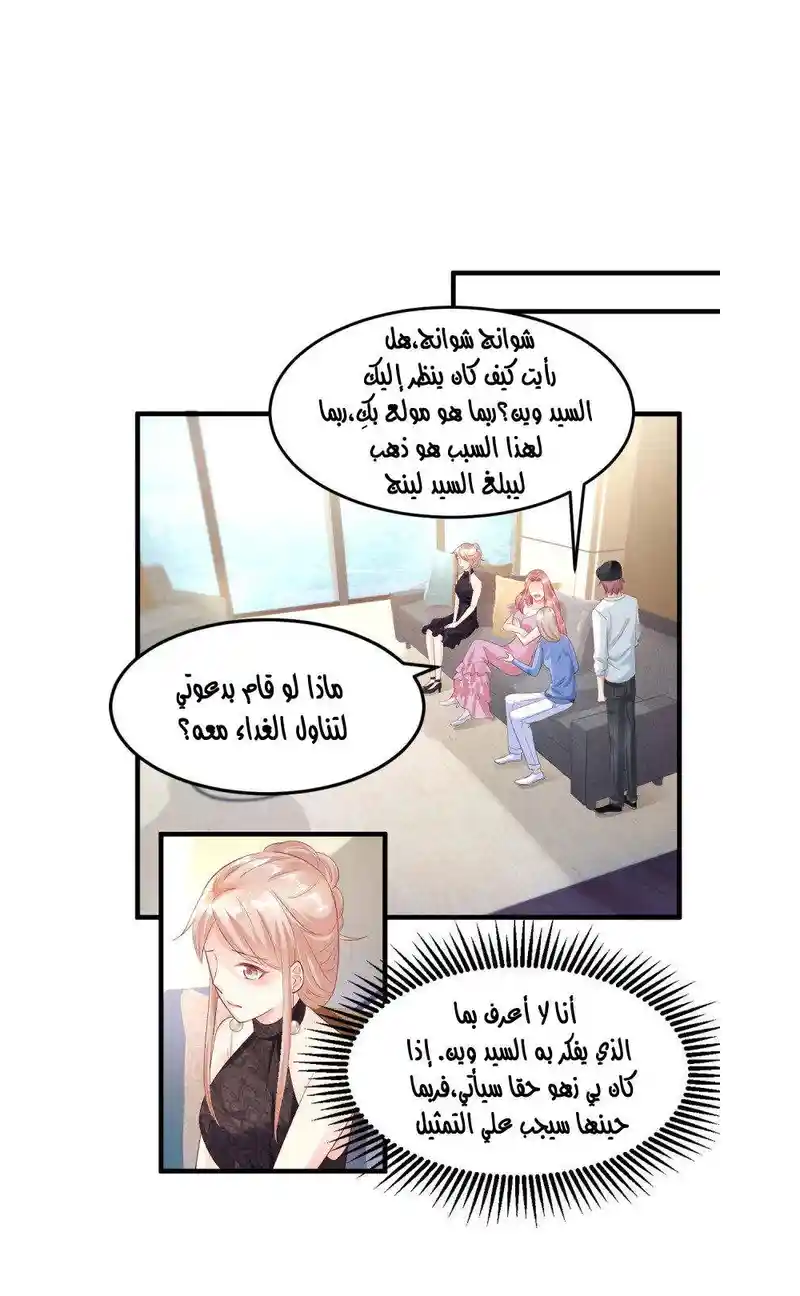 شوانج شوانج،هل
رأيت كيف كان ينظر إليك
السيد وين؟ربما هو مولع بكِ،ربما
لهذا السبب هو ذهب
ليبلغ السيد لينج
ماذا لو قام بدعوتي
لتناول الغداء معه؟
أنا لا أعرف بما
الذي يفكر به السيد وين. إذا
كان بي زهو حقا سيأتي،فربما
حينها سيجب علي التمثيل